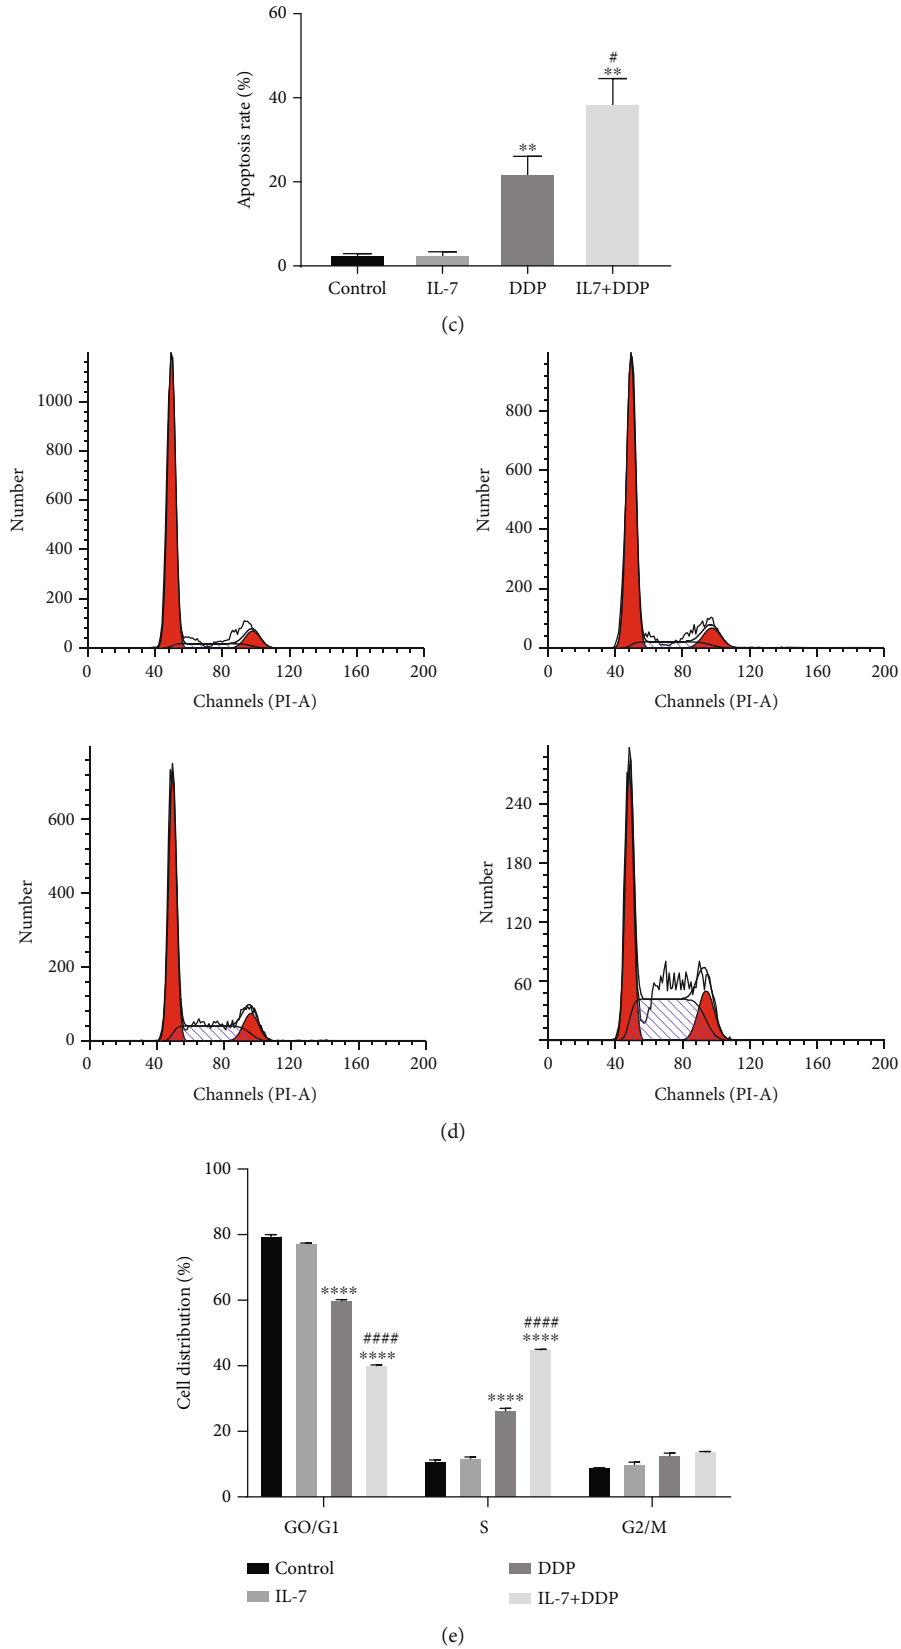 60
40
20
0
Apoptosis rate (%)
#
**
**
Control
IL-7
DDP
IL7+DDP
(c)
1000
800
600
400
200
0
Number
0 40 80 120 160 200
Channels (PI-A)
800
600
400
200
0
Number
0 40 80 120 160 200
Channels (PI-A)
600
400
200
0
Number
0 40 80 120 160 200
Channels (PI-A)
240
180
120
60
Number
0 40 80 120 160 200
Channels (PI-A)
(d)
100
80
60
40
20
0
Cell distribution (%)
****
####
****
****
####
****
GO/G1
S
G2/M
Control
IL-7
DDP
IL-7+DDP
(e)